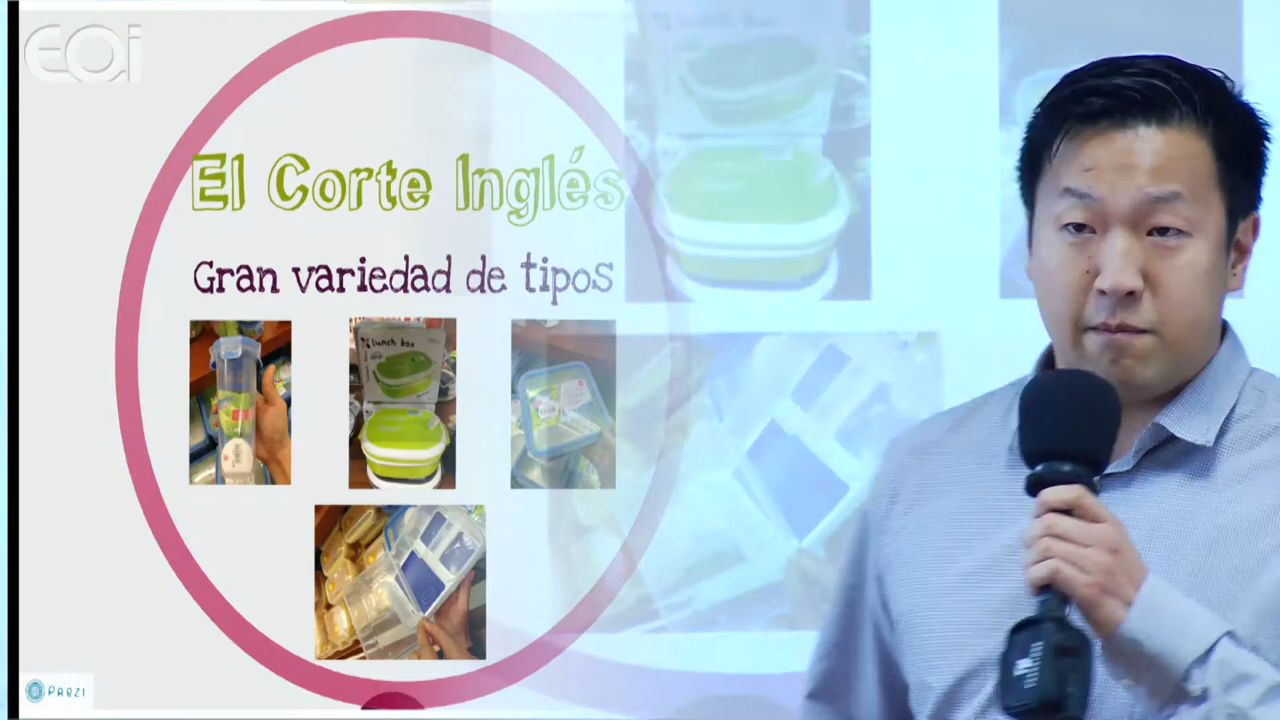 EOi
El Corte Inglés
Gran variedad de tipos
lunch box
PREZI